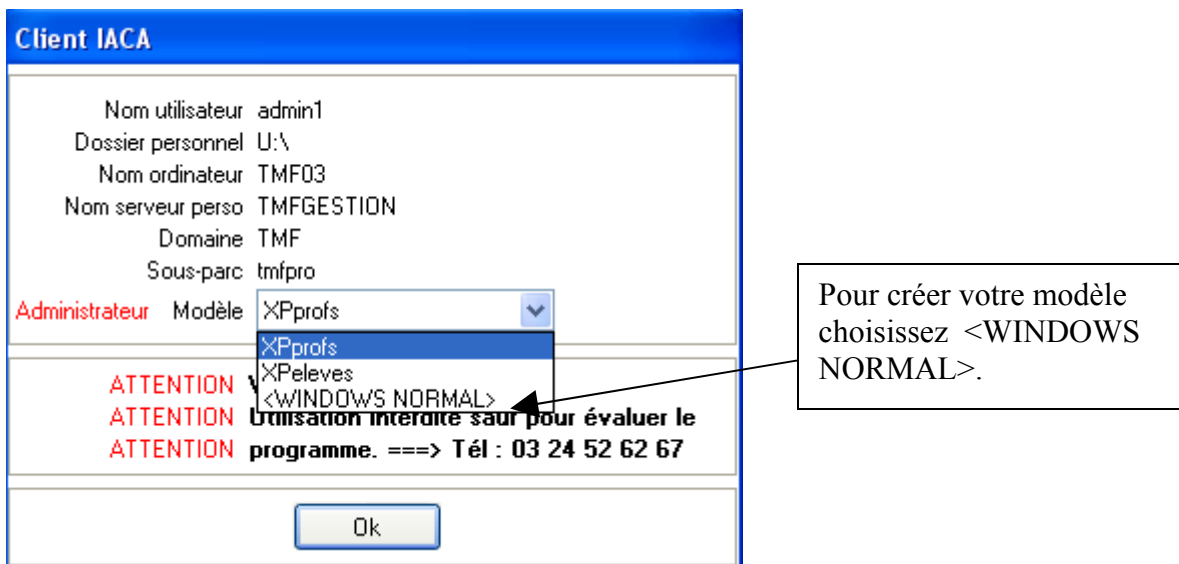 Client IACA
Nom utilisateur admin1
Dossier personnel U:\
Nom ordinateur TMF03
Nom serveur perso TMFGESTION
Domaine TMF
Sous-parc tmfpro
Administrateur Modèle XPprofs
XPprofs
XPeleves
<WINDOWS NORMAL>
ATTENTION
ATTENTION Utilisation interdite sauf pour évaluer le
ATTENTION programme. ===> Tél : 03 24 52 62 67
Ok
Pour créer votre modèle
choisissez <WINDOWS
NORMAL>.